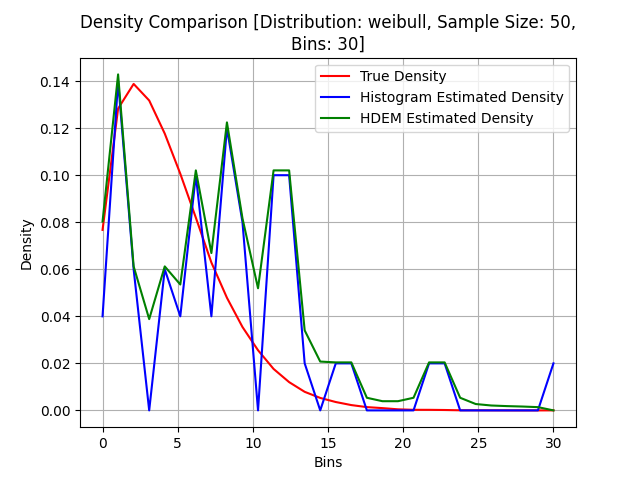 Density Comparison [Distribution: weibull, Sample Size: 50,
Bins: 30]
True Density
Histogram Estimated Density
HDEM Estimated Density
Density
0.14
0.12
0.10
0.08
0.06
0.04
0.02
0.00
0 5 10 15 20 25 30
Bins